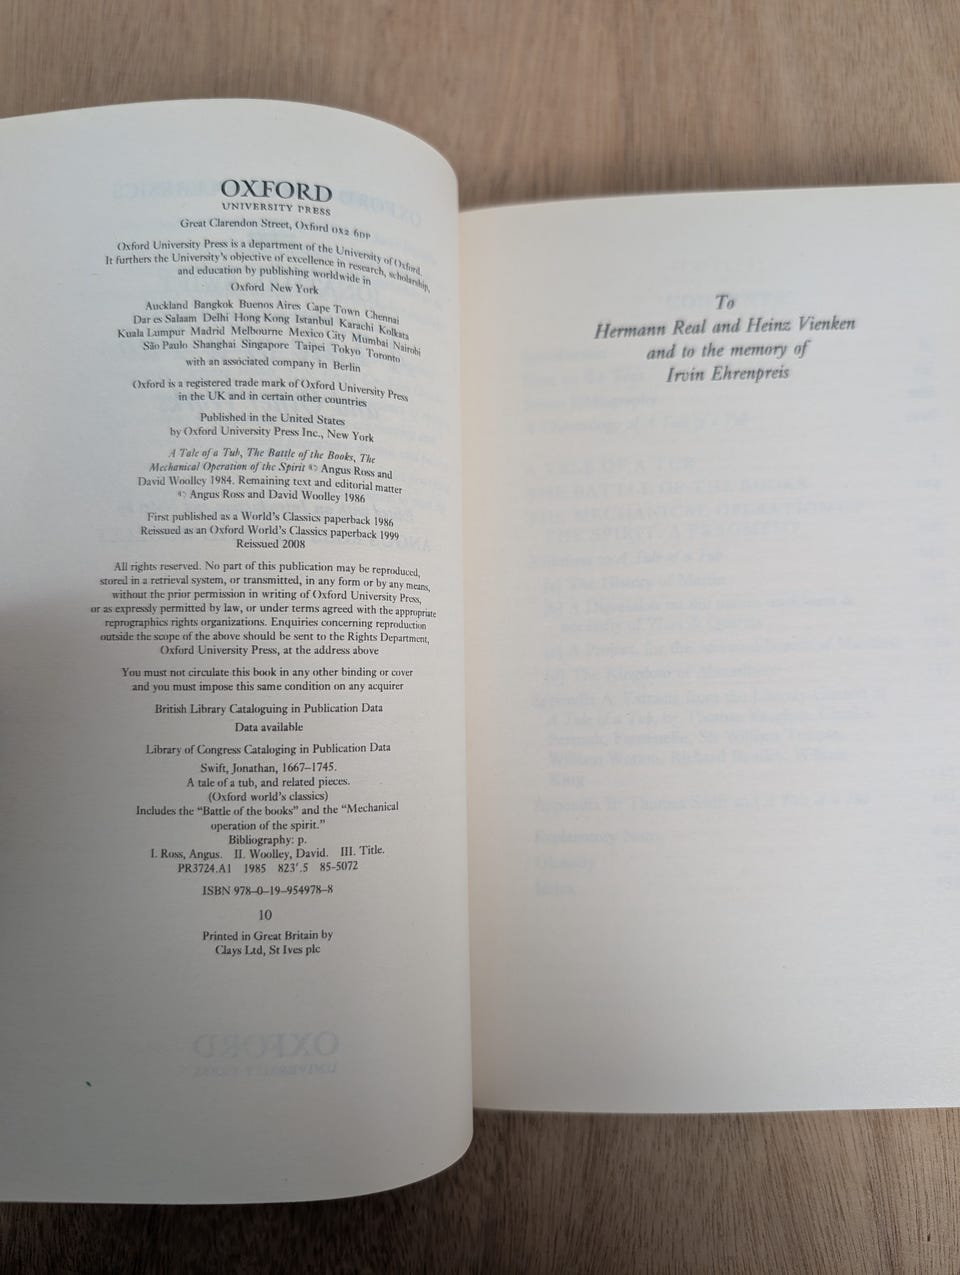 OXFORD
UNIVERSITY PRESS
Great Clarendon Street, Oxford OX2 6DP
Oxford University Press is a department of the University of Oxford.
It furthers the University's objective of excellence in research, scholarship,
and education by publishing worldwide in
Oxford New York
Auckland Bangkok Buenos Aires Cape Town Chennai
Dar es Salaam Delhi Hong Kong Istanbul Karachi Kolkata
Kuala Lumpur Madrid Melbourne Mexico City Mumbai Nairobi
São Paulo Shanghai Singapore Taipei Tokyo Toronto
with an associated company in Berlin
Oxford is a registered trade mark of Oxford University Press
in the UK and in certain other countries
Published in the United States
by Oxford University Press Inc., New York
A Tale of a Tub, The Battle of the Books, The
Mechanical Operation of the Spirit © Angus Ross and
David Woolley 1984. Remaining text and editorial matter
© Angus Ross and David Woolley 1986
First published as a World's Classics paperback 1986
Reissued as an Oxford World's Classics paperback 1999
Reissued 2008
All rights reserved. No part of this publication may be reproduced,
stored in a retrieval system, or transmitted, in any form or by any means,
without the prior permission in writing of Oxford University Press,
or as expressly permitted by law, or under terms agreed with the appropriate
reprographics rights organizations. Enquiries concerning reproduction
outside the scope of the above should be sent to the Rights Department,
Oxford University Press, at the address above
You must not circulate this book in any other binding or cover
and you must impose this same condition on any acquirer
British Library Cataloguing in Publication Data
Data available
Library of Congress Cataloging in Publication Data
Swift, Jonathan, 1667–1745.
A tale of a tub, and related pieces.
(Oxford world's classics)
Includes the "Battle of the books" and the "Mechanical
operation of the spirit."
Bibliography: p.
I. Ross, Angus. II. Woolley, David. III. Title.
PR3724.A1 1985 823'.5 85-5072
ISBN 978–0–19–954978–8
10
Printed in Great Britain by
Clays Ltd, St Ives plc
To
Hermann Real and Heinz Vienken
and to the memory of
Irvin Ehrenpreis